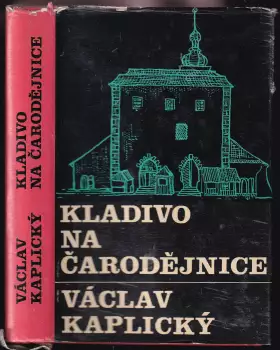 VÁCLAV
KAPLICKÝ
KLADIVO
NA ČARODĚJNICE
KLADIVO
NA
ČARODĚJNICE
VÁCLAV
KAPLICKÝ